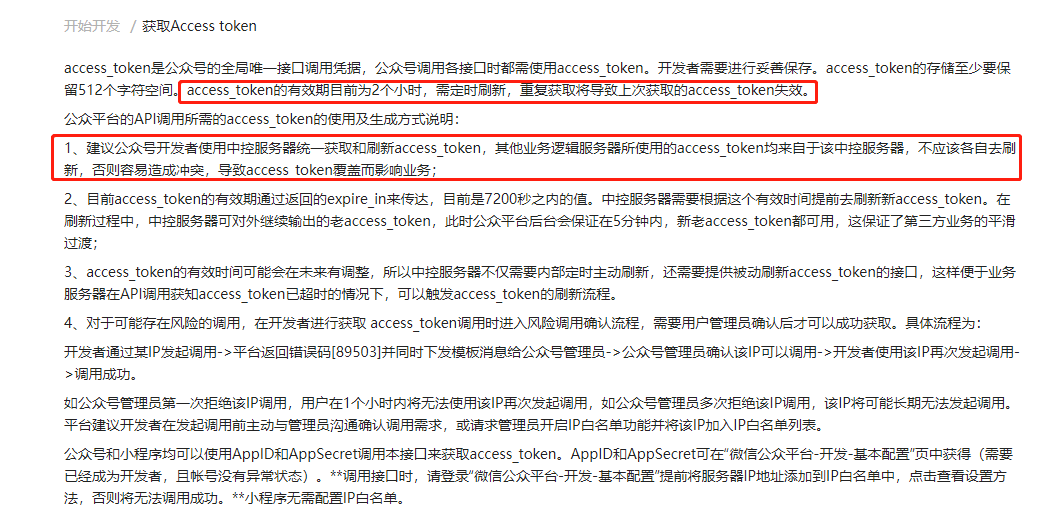 开始开发 / 获取Access token
access_token是公众号的全局唯一接口调用凭据，公众号调用各接口时都需使用access_token。开发者需要进行妥善保存。access_token的存储至少要保
留512个字符空间。access_token的有效期目前为2个小时，需定时刷新，重复获取将导致上次获取的access_token失效。
公众平台的API调用所需的access_token的使用及生成方式说明：
1、建议公众号开发者使用中控服务器统一获取和刷新access_token，其他业务逻辑服务器所使用的access_token均来自于该中控服务器，不应该各自去刷
新，否则容易造成冲突，导致access_token覆盖而影响业务；
2、目前access_token的有效期通过返回的expire_in来传达，目前是7200秒之内的值。中控服务器需要根据这个有效时间提前去刷新新access_token。在
刷新过程中，中控服务器可对外继续输出的老access_token，此时公众平台后台会保证在5分钟内，新老access_token都可用，这保证了第三方业务的平滑
过渡；
3、access_token的有效时间可能会在未来有调整，所以中控服务器不仅需要内部定时主动刷新，还需要提供被动刷新access_token的接口，这样便于业务
服务器在API调用获知access_token已超时的情况下，可以触发access_token的刷新流程。
4、对于可能存在风险的调用，在开发者进行获取 access_token调用时进入风险调用确认流程，需要用户管理员确认后才可以成功获取。具体流程为：
开发者通过某IP发起调用->平台返回错误码[89503]并同时下发模板消息给公众号管理员->公众号管理员确认该IP可以调用->开发者使用该IP再次发起调用-
>调用成功。
如公众号管理员第一次拒绝该IP调用，用户在1个小时内将无法使用该IP再次发起调用，如公众号管理员多次拒绝该IP调用，该IP将可能长期无法发起调用。
平台建议开发者在发起调用前主动与管理员沟通确认调用需求，或请求管理员开启IP白名单功能并将该IP加入IP白名单列表。
公众号和小程序均可以使用AppID和AppSecret调用本接口来获取access_token。AppID和AppSecret可在“微信公众平台-开发-基本配置”页中获得（需要
已经成为开发者，且帐号没有异常状态）。**调用接口时，请登录“微信公众平台-开发-基本配置”提前将服务器IP地址添加到IP白名单中，点击查看设置方
法，否则将无法调用成功。**小程序无需配置IP白名单。